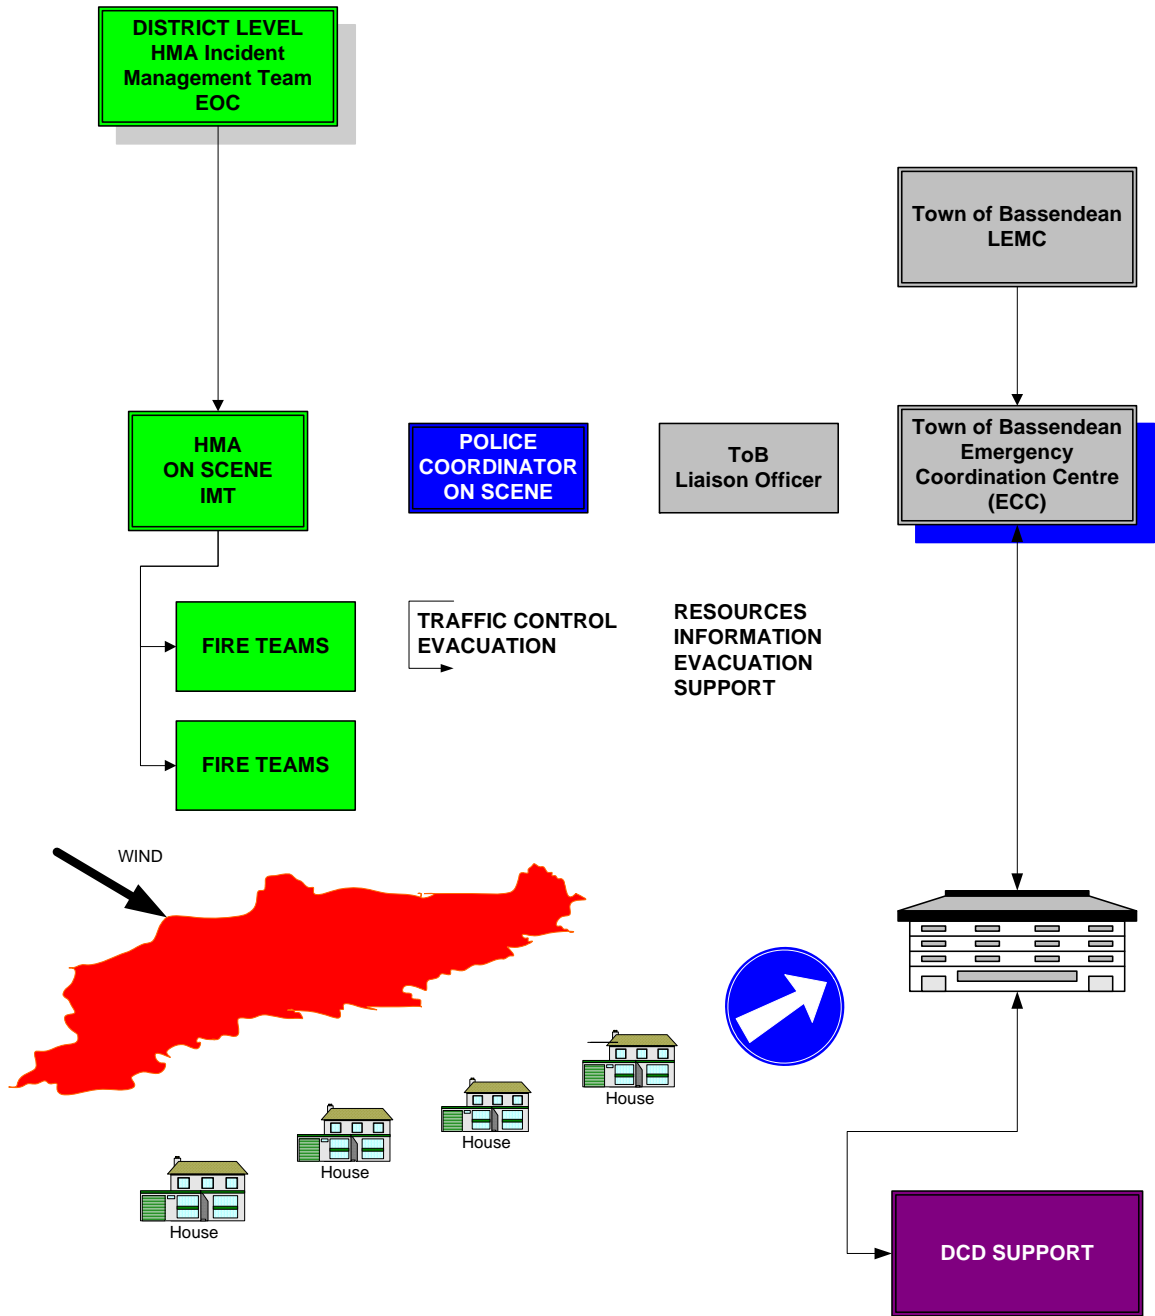 DISTRICT LEVEL
HMA Incident
Management Team
EOC
Town of Bassendean
LEMC
HMA
ON SCENE
IMT
POLICE
COORDINATOR
ON SCENE
ToB
Liaison Officer
Town of Bassendean
Emergency
Coordination Centre
(ECC)
FIRE TEAMS
TRAFFIC CONTROL
EVACUATION
RESOURCES
INFORMATION
EVACUATION
SUPPORT
FIRE TEAMS
WIND
House
House
House
House
DCD SUPPORT